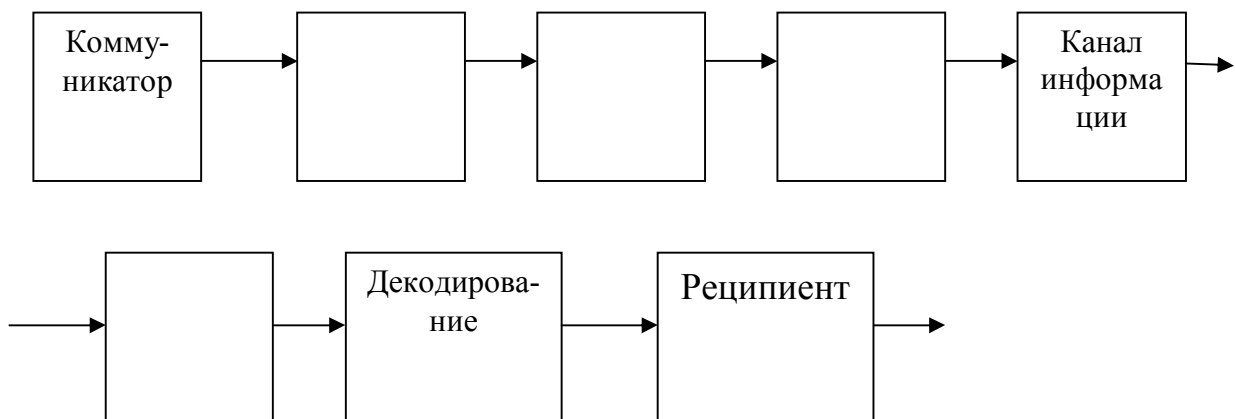 Комму-
никатор
Канал
информа
ции
Декодирова-
ние
Реципиент